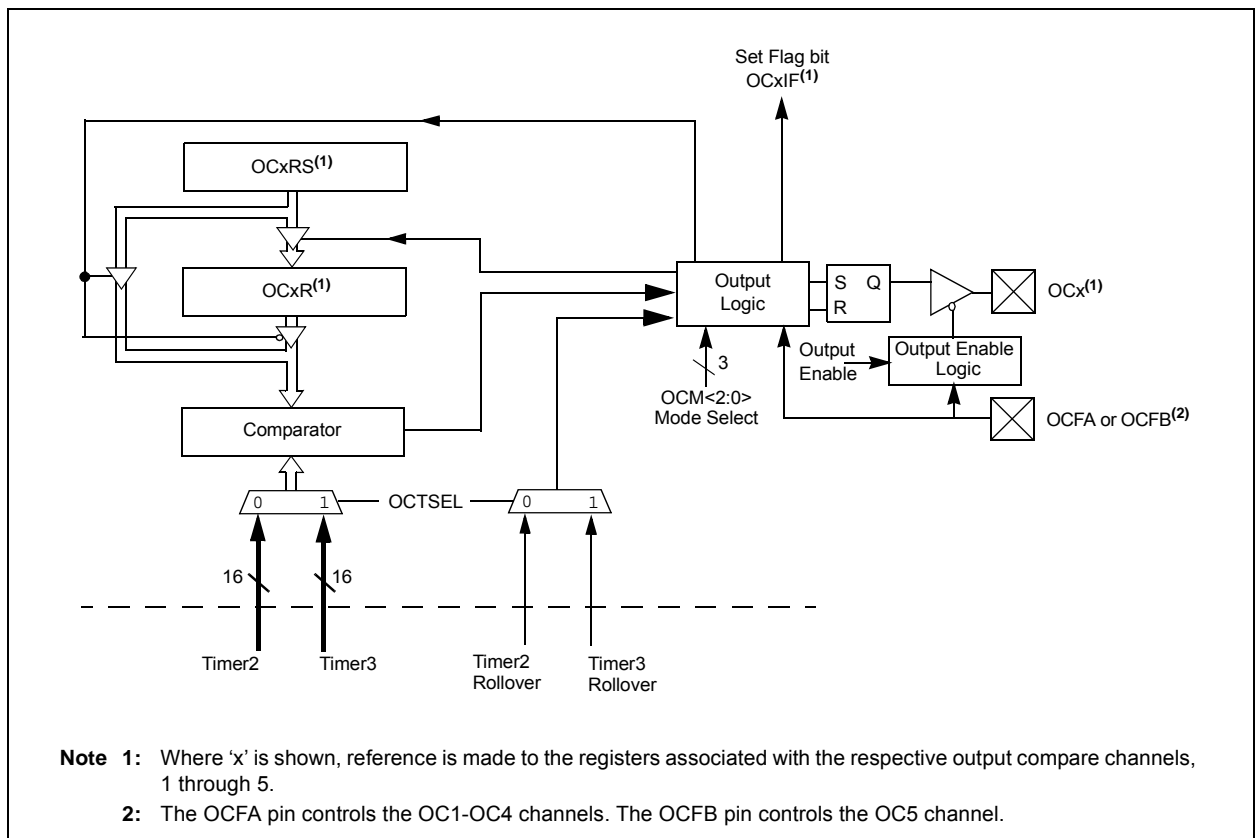 Set Flag bit
OCxIF(1)
OCxRS(1)
OCxR(1)
Comparator
Output
Logic
S Q
R
OCx(1)
Output
Enable
Output Enable
Logic
3
OCM<2:0>
Mode Select
OCFA or OCFB(2)
0 1
OCTSEL
0 1
16
16
Timer2
Timer3
Timer2
Rollover
Timer3
Rollover
Note 1: Where ‘x’ is shown, reference is made to the registers associated with the respective output compare channels,
1 through 5.
2: The OCFA pin controls the OC1-OC4 channels. The OCFB pin controls the OC5 channel.